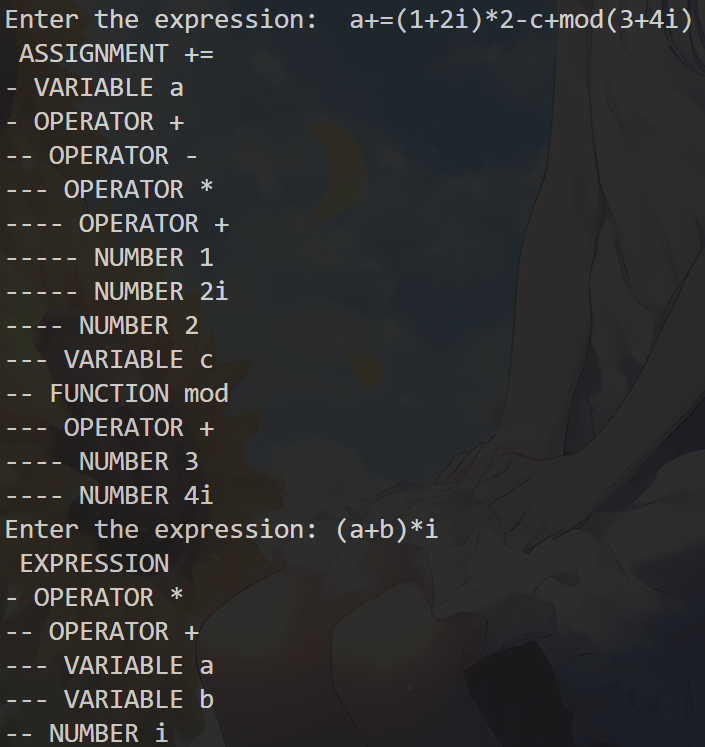 Enter the expression:  a+=(1+2i)*2-c+mod(3+4i)
 ASSIGNMENT +=
- VARIABLE a
- OPERATOR +
-- OPERATOR -
--- OPERATOR *
---- OPERATOR +
----- NUMBER 1
----- NUMBER 2i
---- NUMBER 2
--- VARIABLE c
-- FUNCTION mod
--- OPERATOR +
---- NUMBER 3
---- NUMBER 4i
Enter the expression: (a+b)*i
 EXPRESSION
- OPERATOR *
-- OPERATOR +
--- VARIABLE a
--- VARIABLE b
-- NUMBER i